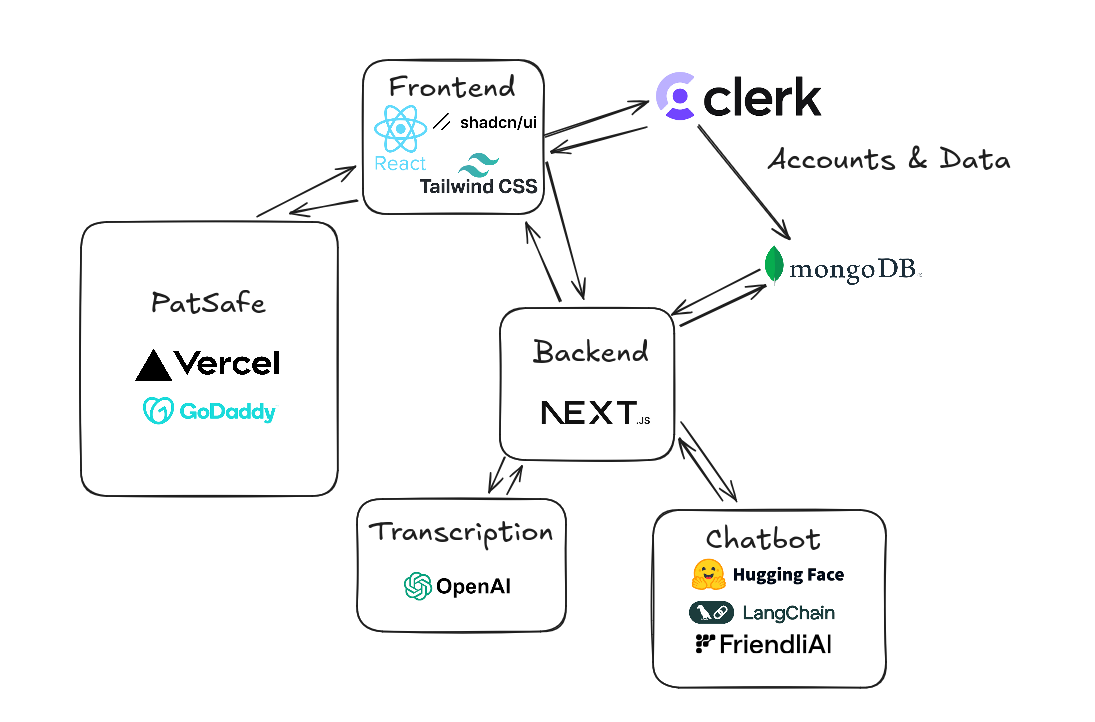 Frontend
shadcn/ui
React
Tailwind CSS
clerk
Accounts & Data
mongoDB
PatSafe
Vercel
GoDaddy
Backend
NEXT.JS
Transcription
OpenAI
Chatbot
Hugging Face
LangChain
FriendliAI